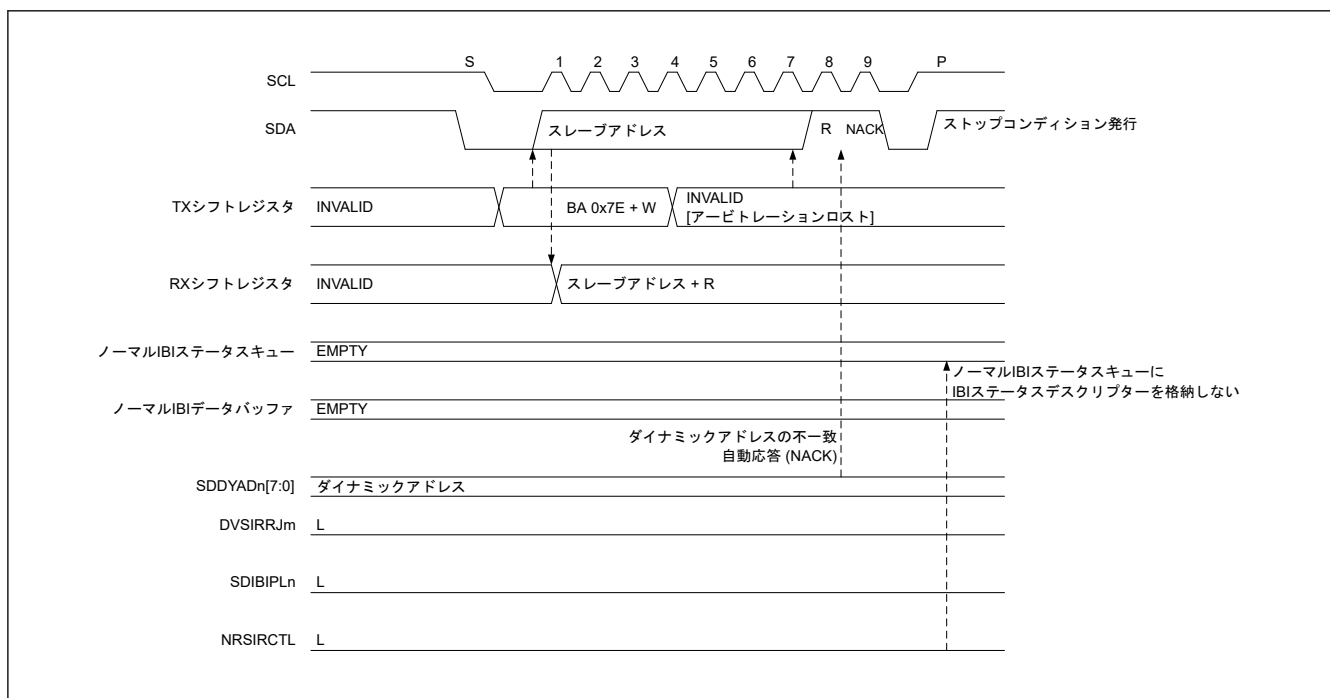 S 1 2 3 4 5 6 7 8 9 P
SCL
SDA スレーブアドレス R NACK ストップコンディション発行
TXシフトレジスタ INVALID BA 0x7E + W INVALID
[アービトレーションロスト]
RXシフトレジスタ INVALID スレーブアドレス + R
ノーマルIBIステータスキュー EMPTY
ノーマルIBIステータスキューに
IBIステータスデスクリプターを格納しない
ノーマルIBIデータバッファ EMPTY
ダイナミックアドレスの不一致
自動応答 (NACK)
SDDYADn[7:0] ダイナミックアドレス
DVSIRRJm L
SDIBIPLn L
NRSIRCTL L